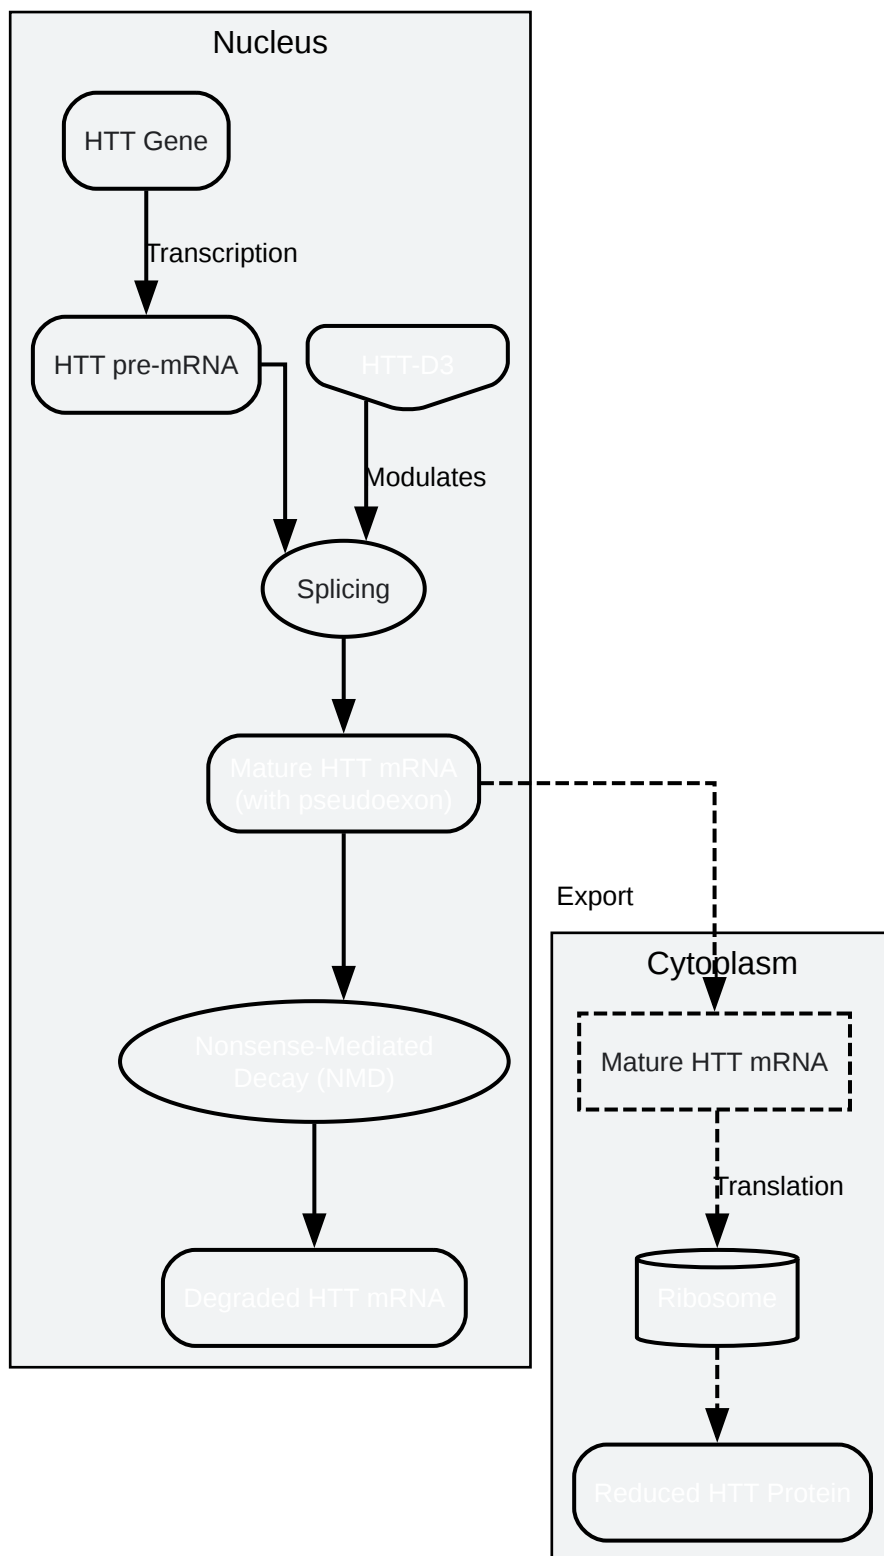 Nucleus
HTT Gene
Transcription
HTT pre-mRNA
HTT-D3
Modulates
Splicing
Mature HTT mRNA
(with pseudoexon)
Export
Cytoplasm
Nonsense-Mediated
Decay (NMD)
Mature HTT mRNA
Translation
Degraded HTT mRNA
Ribosome
Reduced HTT Protein